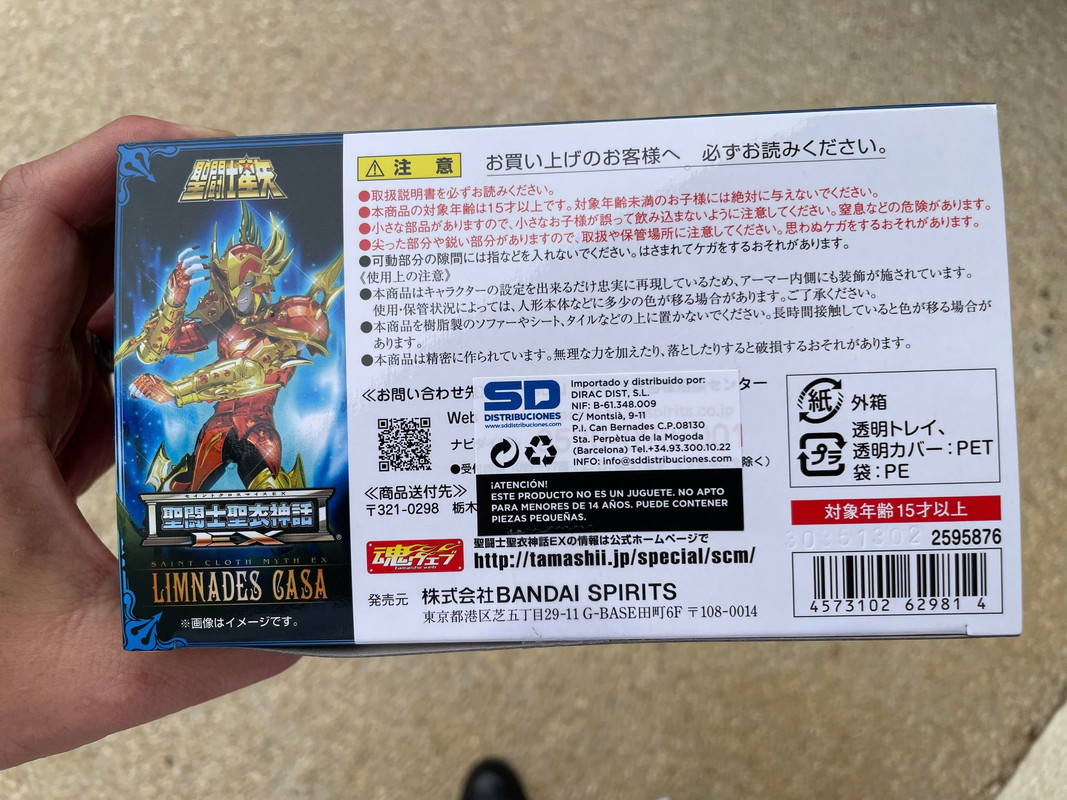 聖闘士星矢
セイントクロスマイスEX
聖闘士聖衣神話
EX
SAINT CLOTH MYTH EX
LIMNADES CASA
※画像はイメージです。
⚠注 意
お買い上げのお客様へ 必ずお読みください。
●取扱説明書を必ずお読みください。
●本商品の対象年齢は15才以上です。対象年齢未満のお子様には絶対に与えないでください。
●小さな部品がありますので、小さなお子様が誤って飲み込まないように注意してください。窒息などの危険があります。
●尖った部分や鋭い部分がありますので、取扱や保管場所に注意してください。思わぬケガをするおそれがあります。
●可動部分の隙間には指などを入れないでください。はさまれてケガをするおそれがあります。
《使用上の注意》
●本商品はキャラクターの設定を出来るだけ忠実に再現しているため、アーマー内側にも装飾が施されています。
使用・保管状況によっては、人形本体などに多少の色が移る場合があります。ご了承ください。
●本商品を樹脂製のソファーやシート、タイルなどの上に置かないでください。長時間接触していると色が移る場合が
あります。
●本商品は精密に作られています。無理な力を加えたり、落としたりすると破損するおそれがあります。
≪お問い合わせ先
ンター
Web
ナビ
●受付
除く）
≪商品送付先≫
〒321-0298 栃木
SD
DISTRIBUCIONES
www.sddistribuciones.com
Importado y distribuido por:
DIRAC DIST, S.L.
NIF: B-61.348.009
C/ Montsià, 9-11
P.I. Can Bernades C.P.08130
Sta. Perpètua de la Mogoda
(Barcelona) Tel.+34.93.300.10.22
INFO: info@sddistribuciones.com
¡ATENCIÓN!
ESTE PRODUCTO NO ES UN JUGUETE. NO APTO
PARA MENORES DE 14 AÑOS. PUEDE CONTENER
PIEZAS PEQUEÑAS.
魂ウェブ
tamashii web
聖闘士聖衣神話EXの情報は公式ホームページで
http://tamashii.jp/special/scm/
発売元 株式会社BANDAI SPIRITS
東京都港区芝五丁目29-11 G-BASE田町6F 〒108-0014
紙 外箱
プラ 透明トレイ、
透明カバー：PET
袋：PE
対象年齢15才以上
2595876
4573102 62981 4